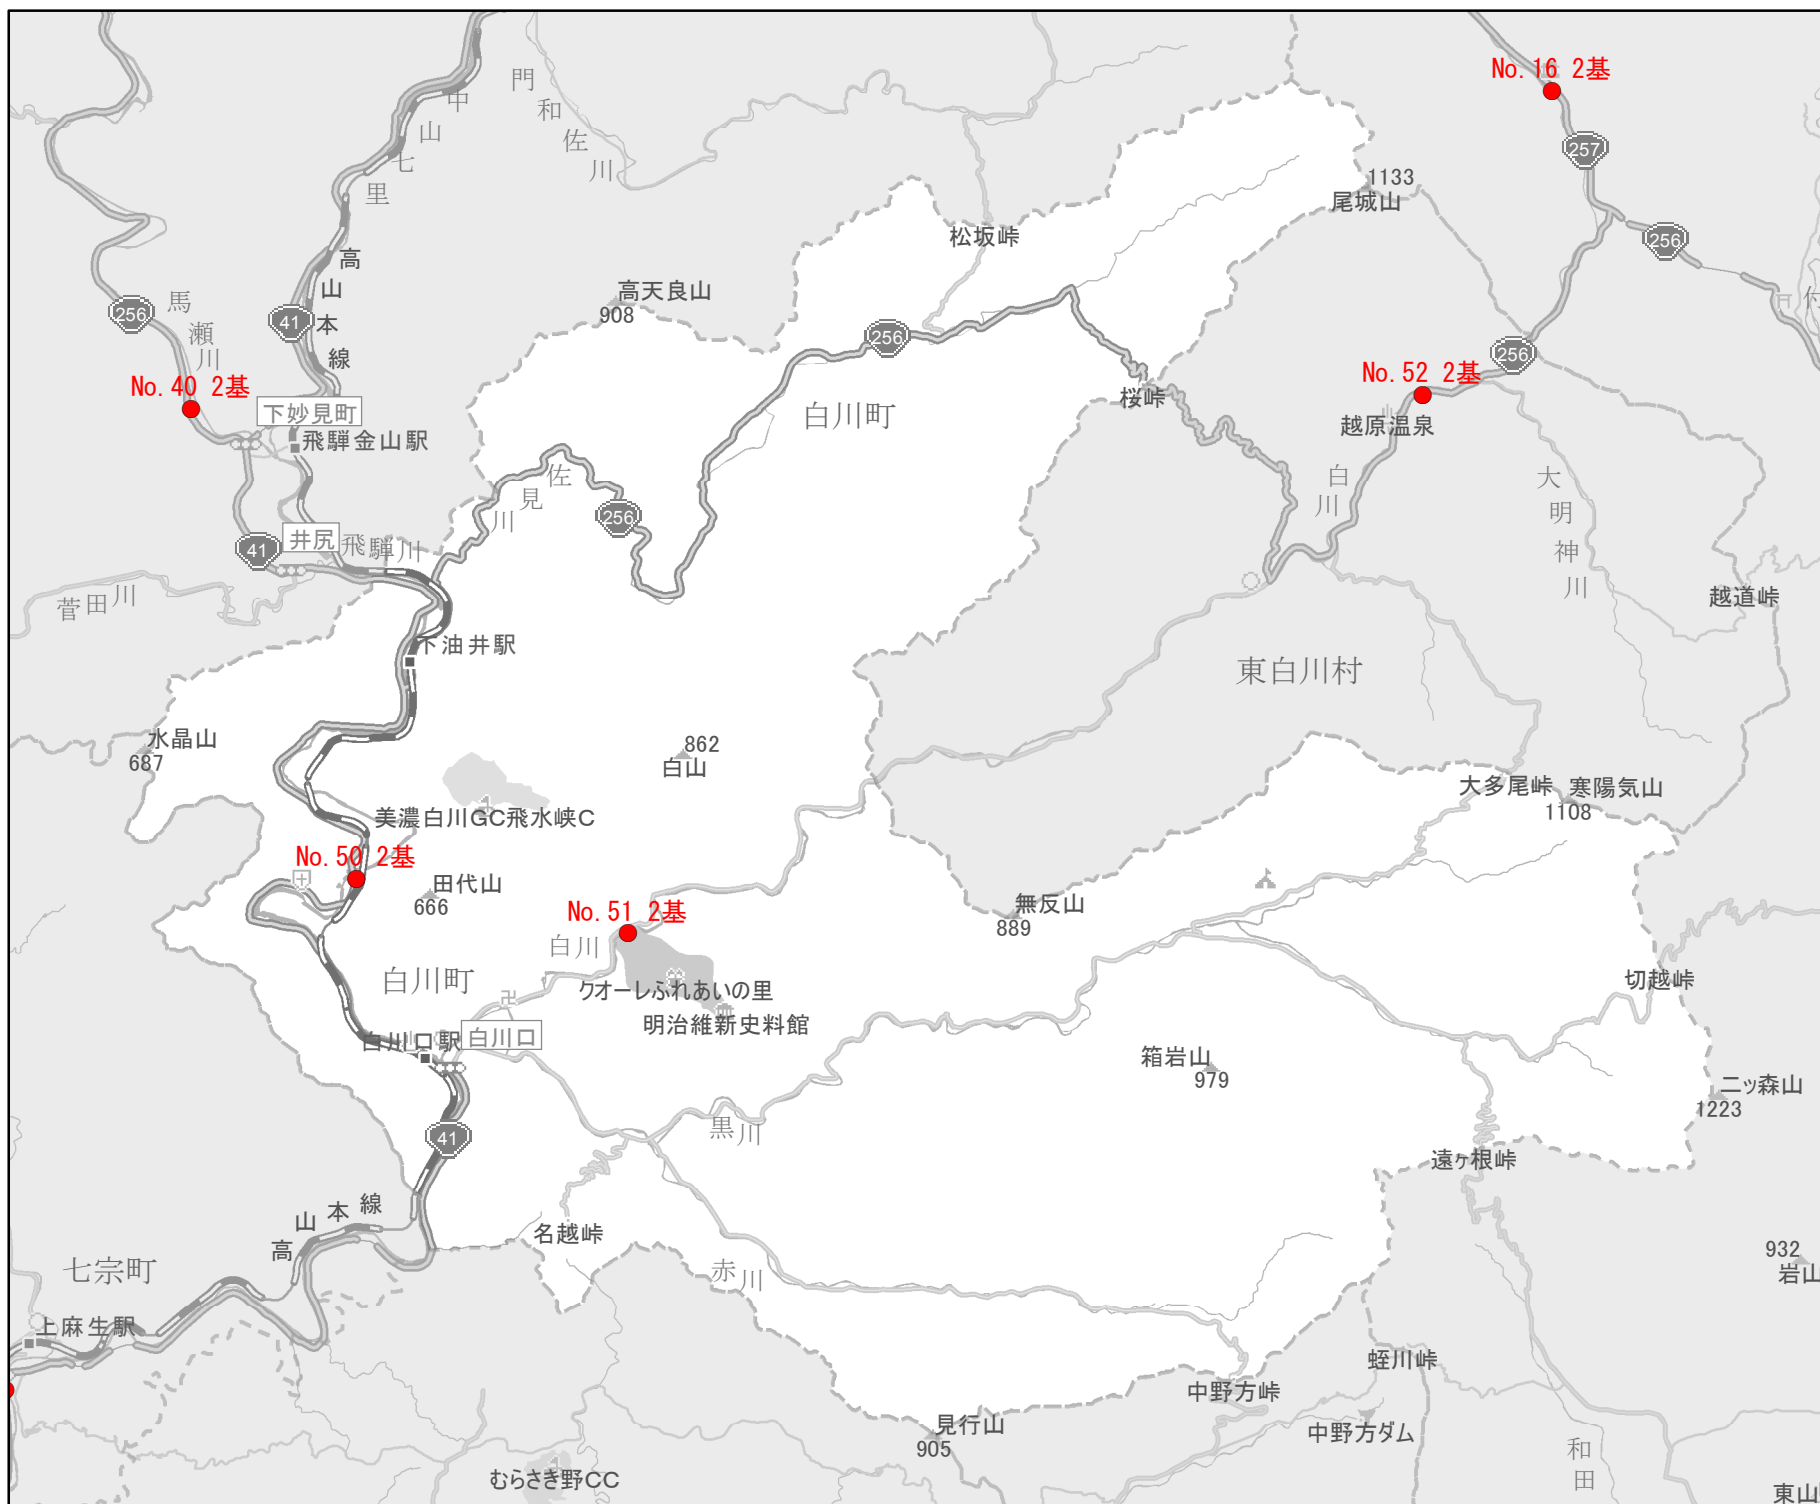 No.16 2基
中山七里
門和佐川
257
1133
尾城山
256
松坂峠
高山本線
高天良山
908
256
馬瀬川
41
256
256
No.40 2基
下妙見町
飛騨金山駅
白川町
桜峠
No.52 2基
越原温泉
佐見川
256
白川
大明神川
41
井尻
飛騨川
菅田川
越道峠
下油井駅
東白川村
水晶山
687
862
白山
大多尾峠
寒陽気山
1108
美濃白川GC飛水峡C
No.50 2基
田代山
666
No.51 2基
無反山
889
白川
白川町
クオーレふれあいの里
切越峠
明治維新史料館
白川口駅
白川口
箱岩山
979
二ッ森山
1223
41
黒川
遠ヶ根峠
高山本線
名越峠
七宗町
赤川
932
岩山
上麻生駅
蛭川峠
中野方峠
見行山
905
中野方ダム
和田
むらさき野CC
東山